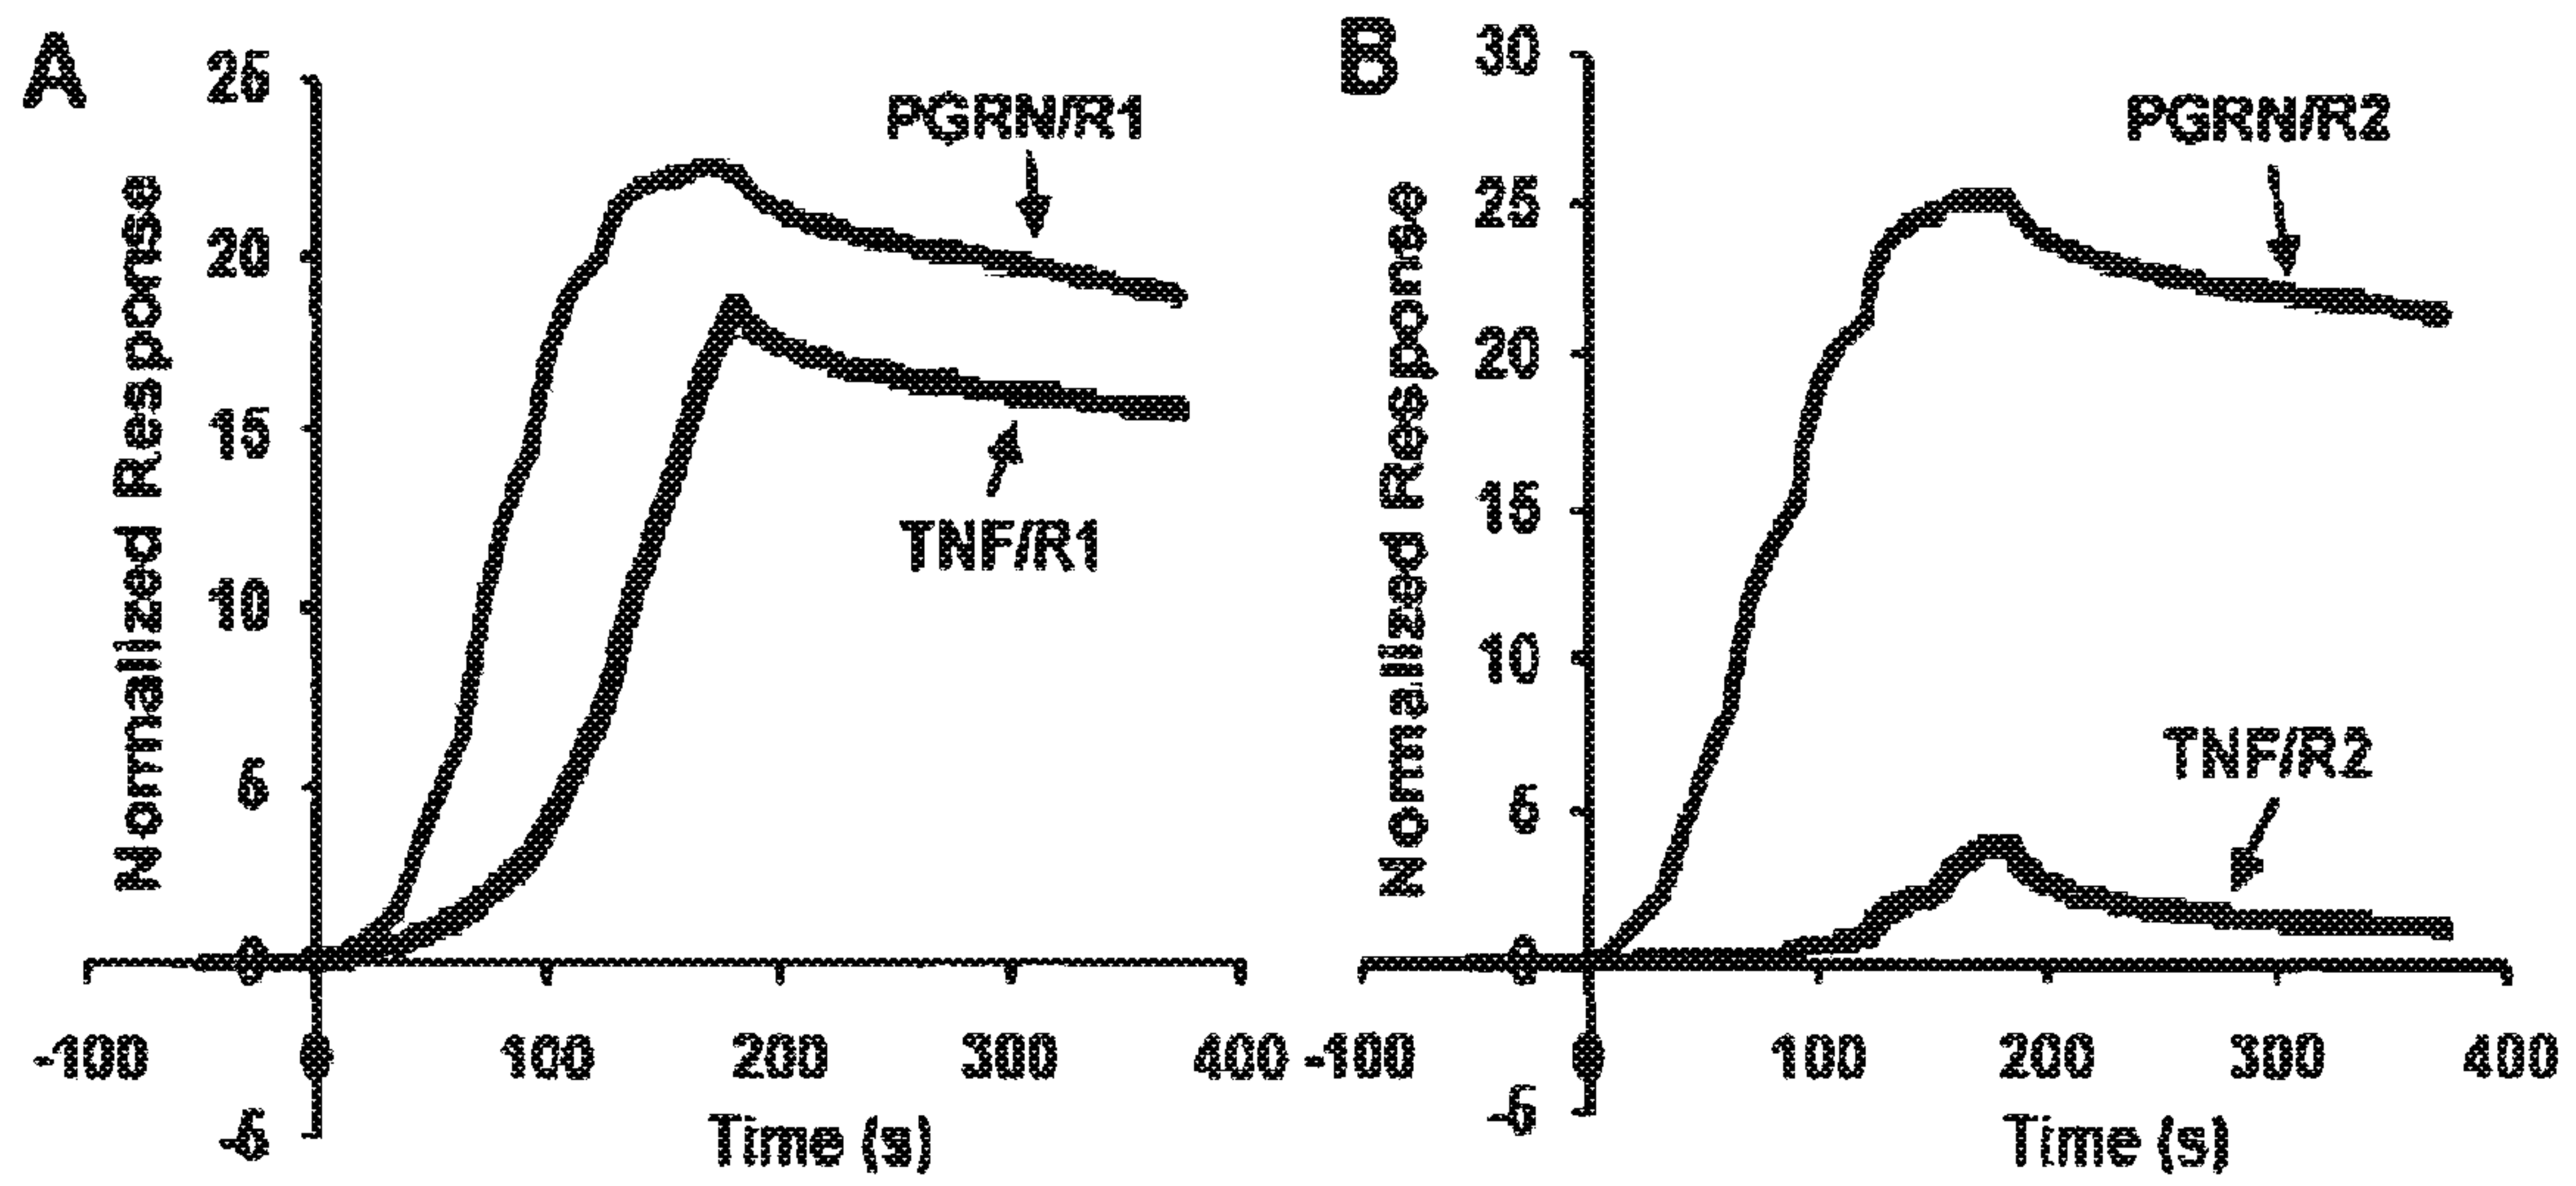 A
25
20
15
10
5
0
-5
Normalized Response
PGRN/R1
TNF/R1
-100 0 100 200 300 400
Time (s)
B
30
25
20
15
10
5
0
-5
Normalized Response
PGRN/R2
TNF/R2
-100 0 100 200 300 400
Time (s)